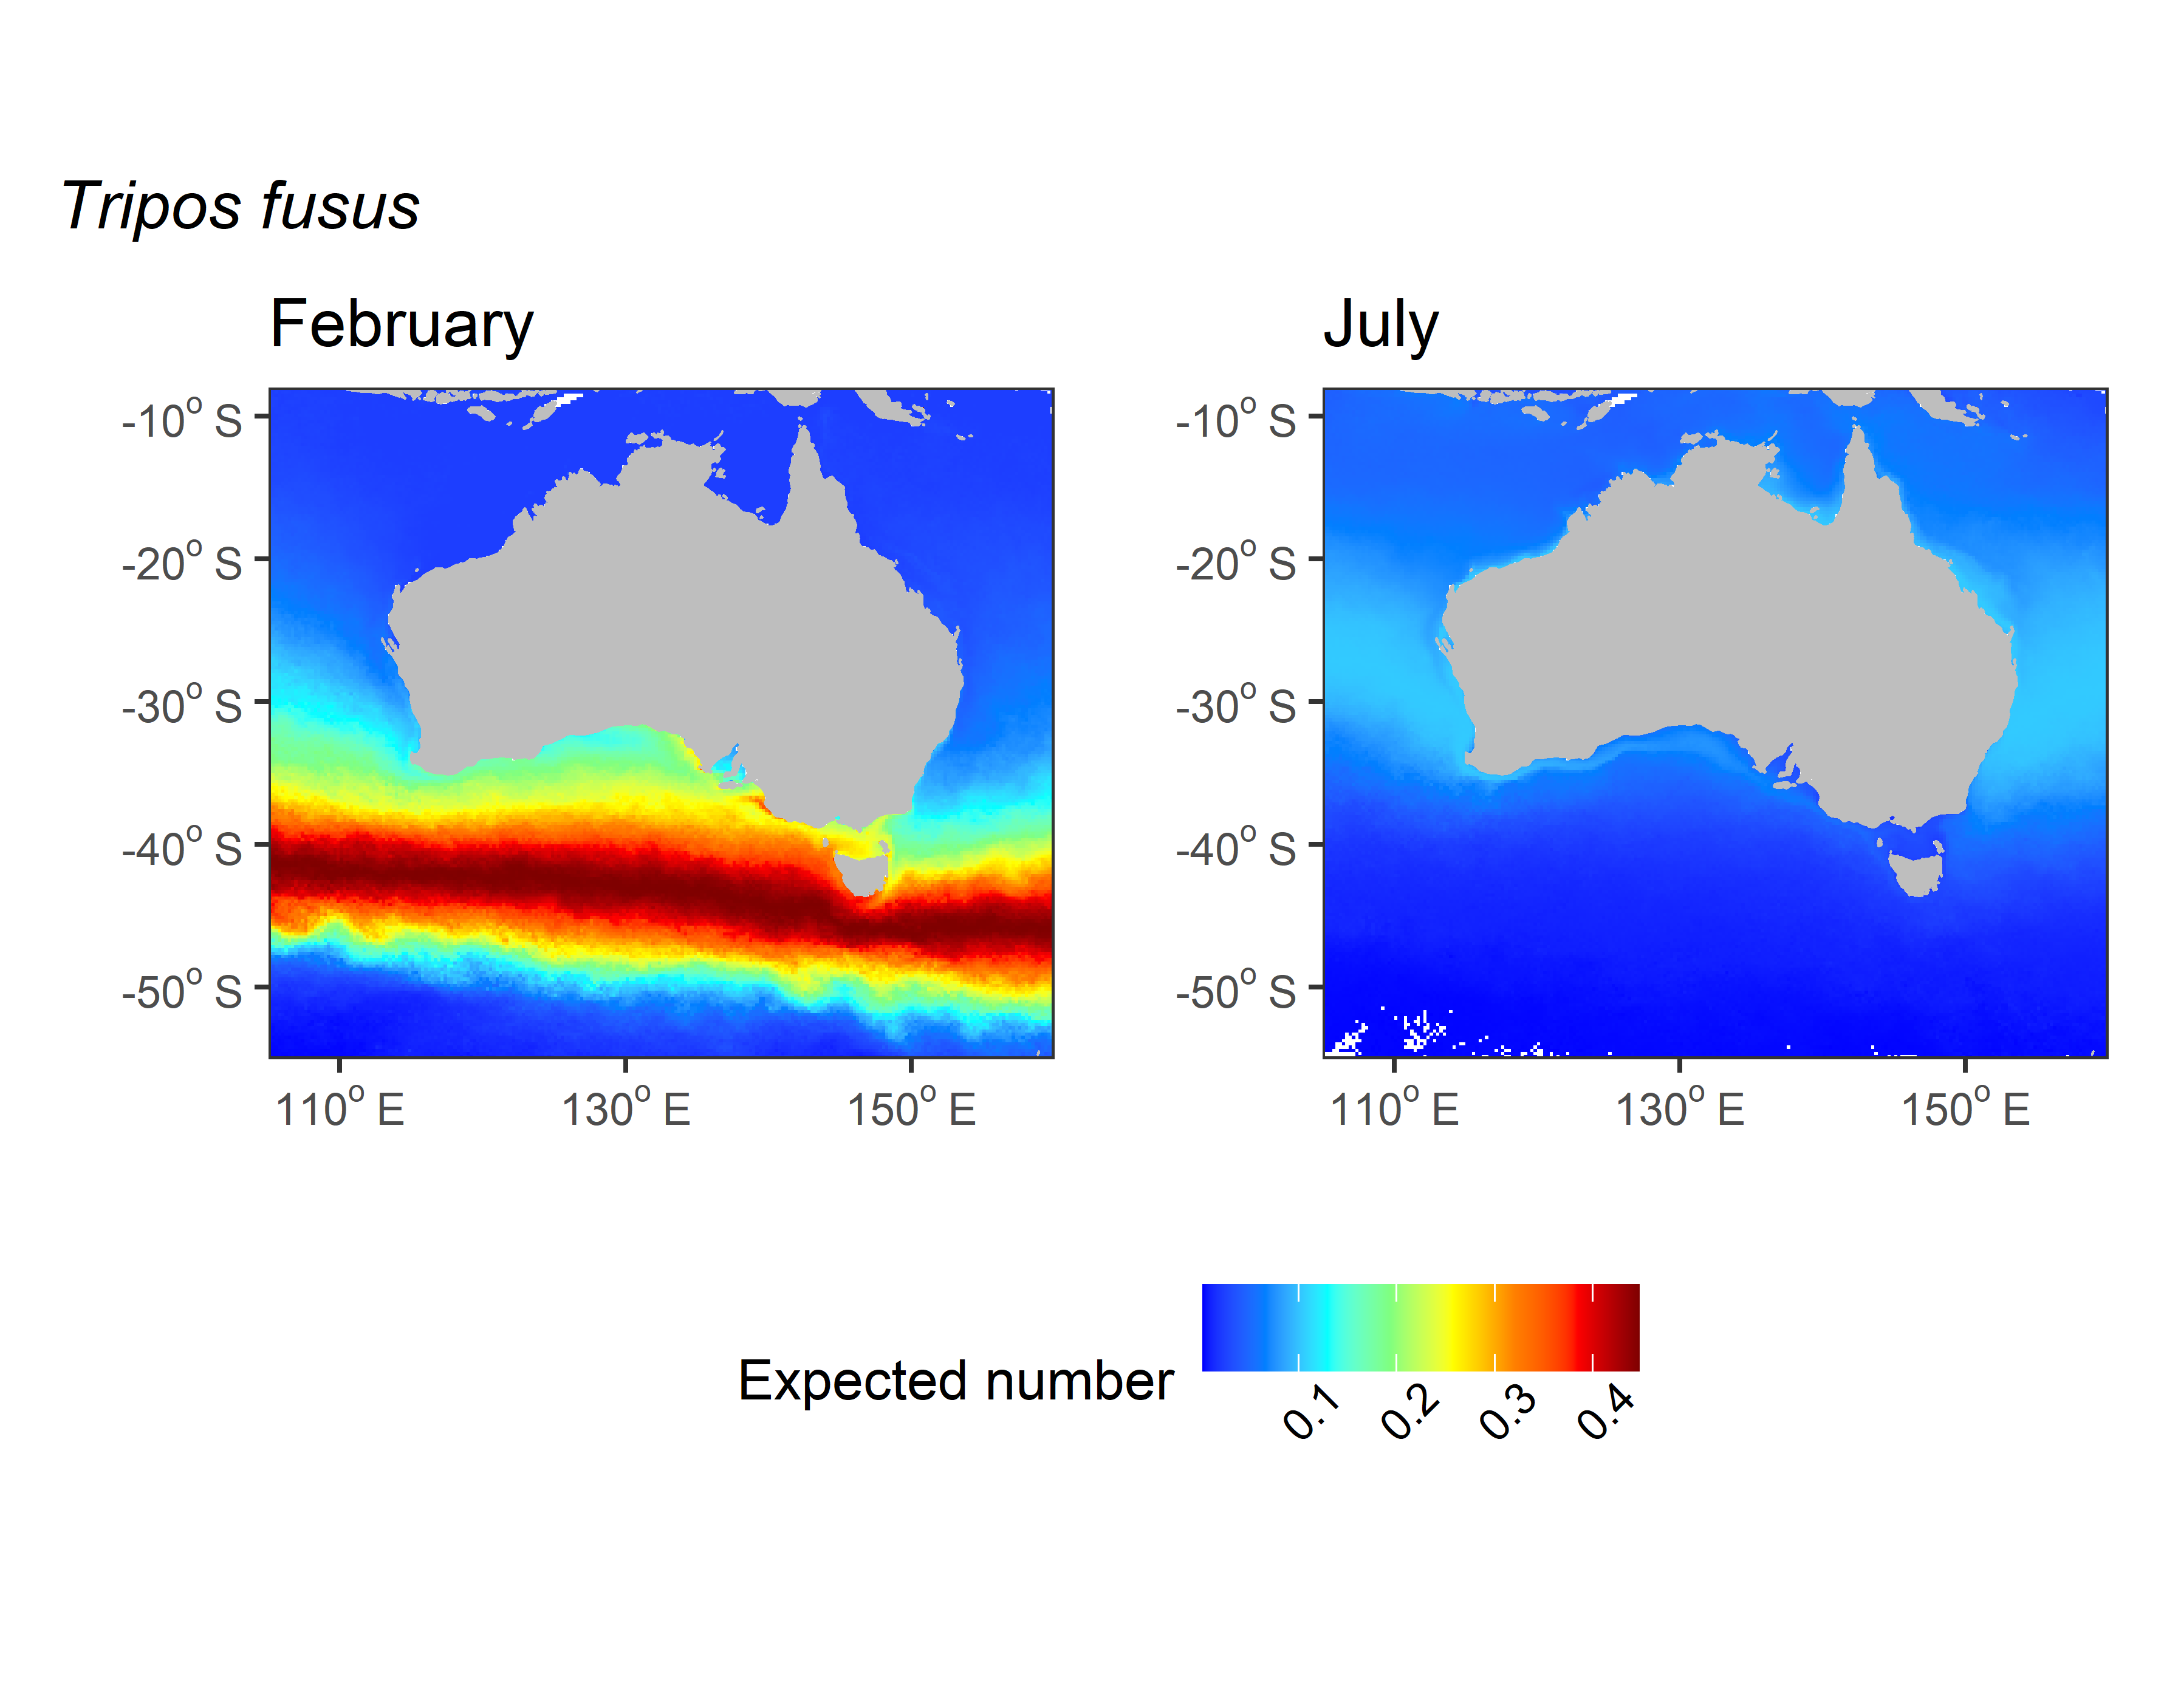 Tripos fusus
February
July
-10° S
-20° S
-30° S
-40° S
-50° S
110° E 130° E 150° E
-10° S
-20° S
-30° S
-40° S
-50° S
110° E 130° E 150° E
Expected number
0.1 0.2 0.3 0.4